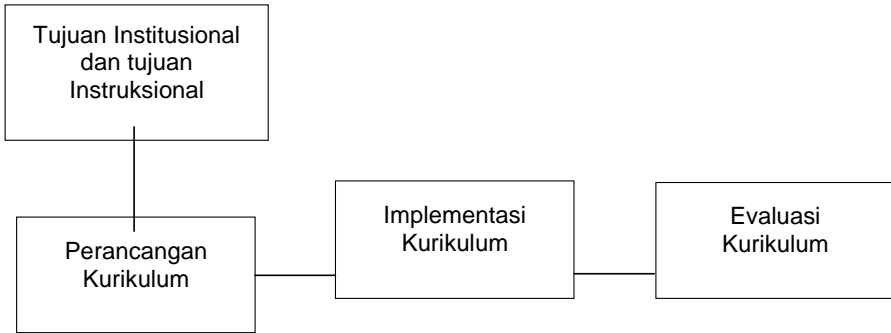 Tujuan Institusional
dan tujuan
Instruksional
Perancangan
Kurikulum
Implementasi
Kurikulum
Evaluasi
Kurikulum